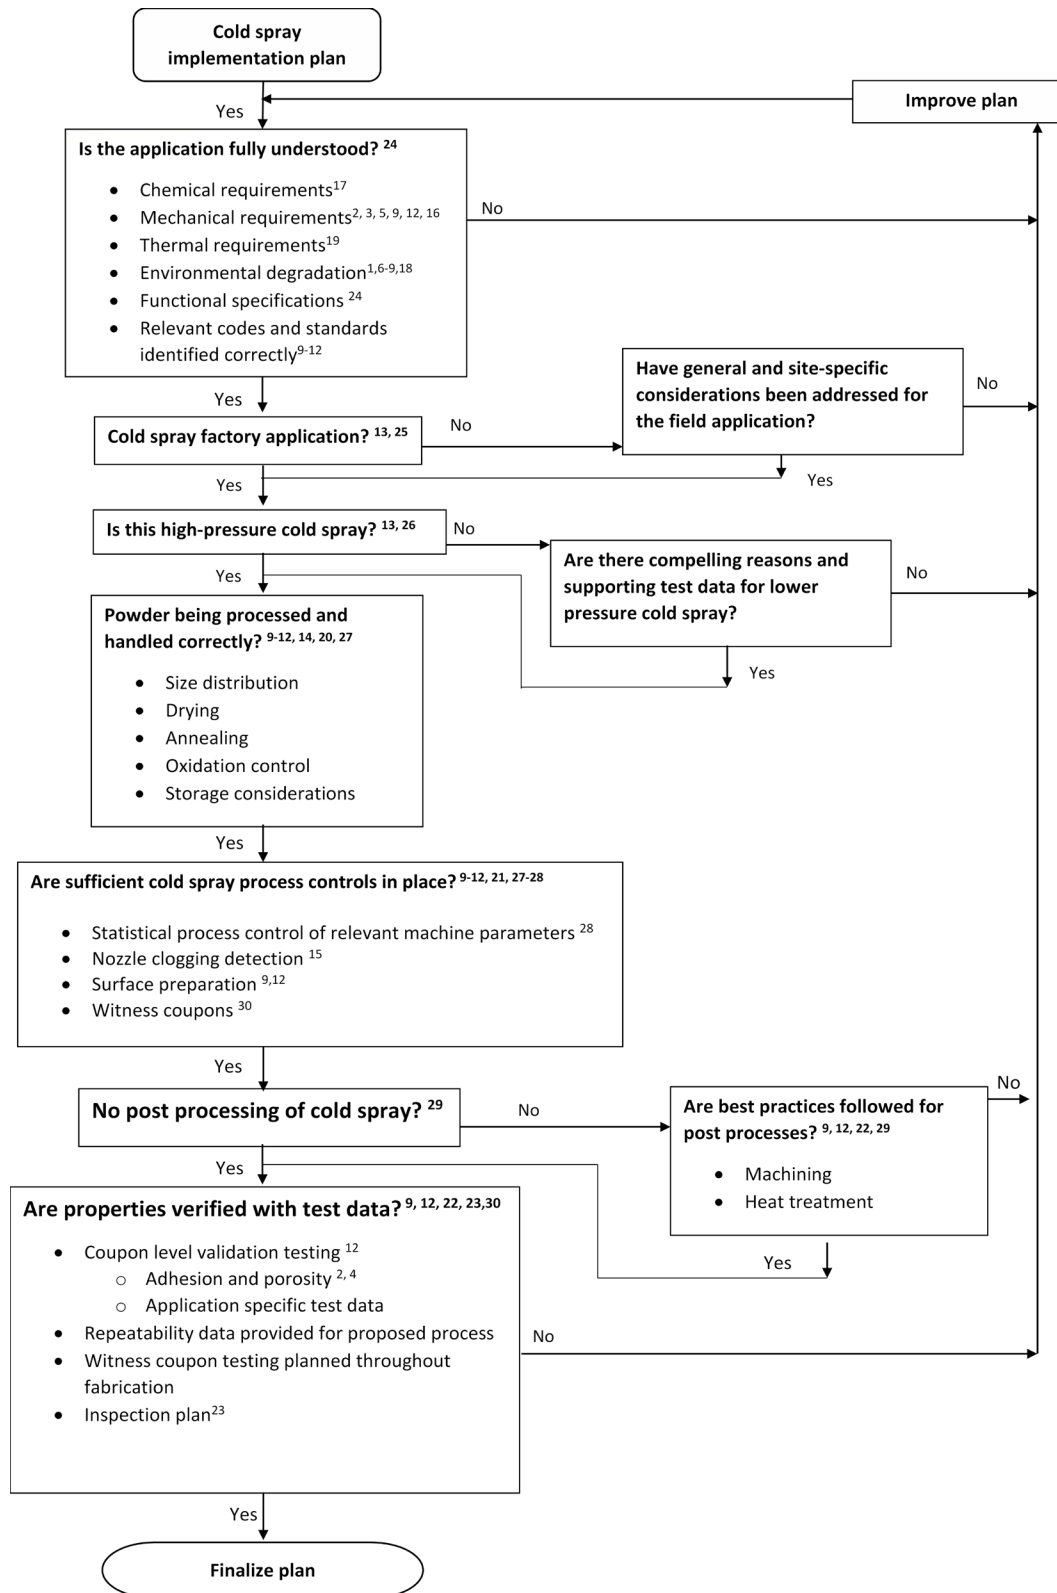 Cold spray
implementation plan
Improve plan
Yes
Is the application fully understood? 24
• Chemical requirements17
• Mechanical requirements2, 3, 5, 9, 12, 16
• Thermal requirements19
• Environmental degradation1,6-9,18
• Functional specifications 24
• Relevant codes and standards
identified correctly9-12
No
Yes
Have general and site-specific
considerations been addressed for
the field application?
No
Cold spray factory application? 13, 25
No
Yes
Yes
Is this high-pressure cold spray? 13, 26
No
Are there compelling reasons and
supporting test data for lower
pressure cold spray?
No
Yes
Yes
Powder being processed and
handled correctly? 9-12, 14, 20, 27
• Size distribution
• Drying
• Annealing
• Oxidation control
• Storage considerations
Yes
Are sufficient cold spray process controls in place? 9-12, 21, 27-28
• Statistical process control of relevant machine parameters 28
• Nozzle clogging detection 15
• Surface preparation 9,12
• Witness coupons 30
Yes
No post processing of cold spray? 29
No
Are best practices followed for
post processes? 9, 12, 22, 29
• Machining
• Heat treatment
No
Yes
Yes
Are properties verified with test data? 9, 12, 22, 23,30
• Coupon level validation testing 12
o Adhesion and porosity 2, 4
o Application specific test data
• Repeatability data provided for proposed process
• Witness coupon testing planned throughout
fabrication
• Inspection plan23
No
Yes
Finalize plan